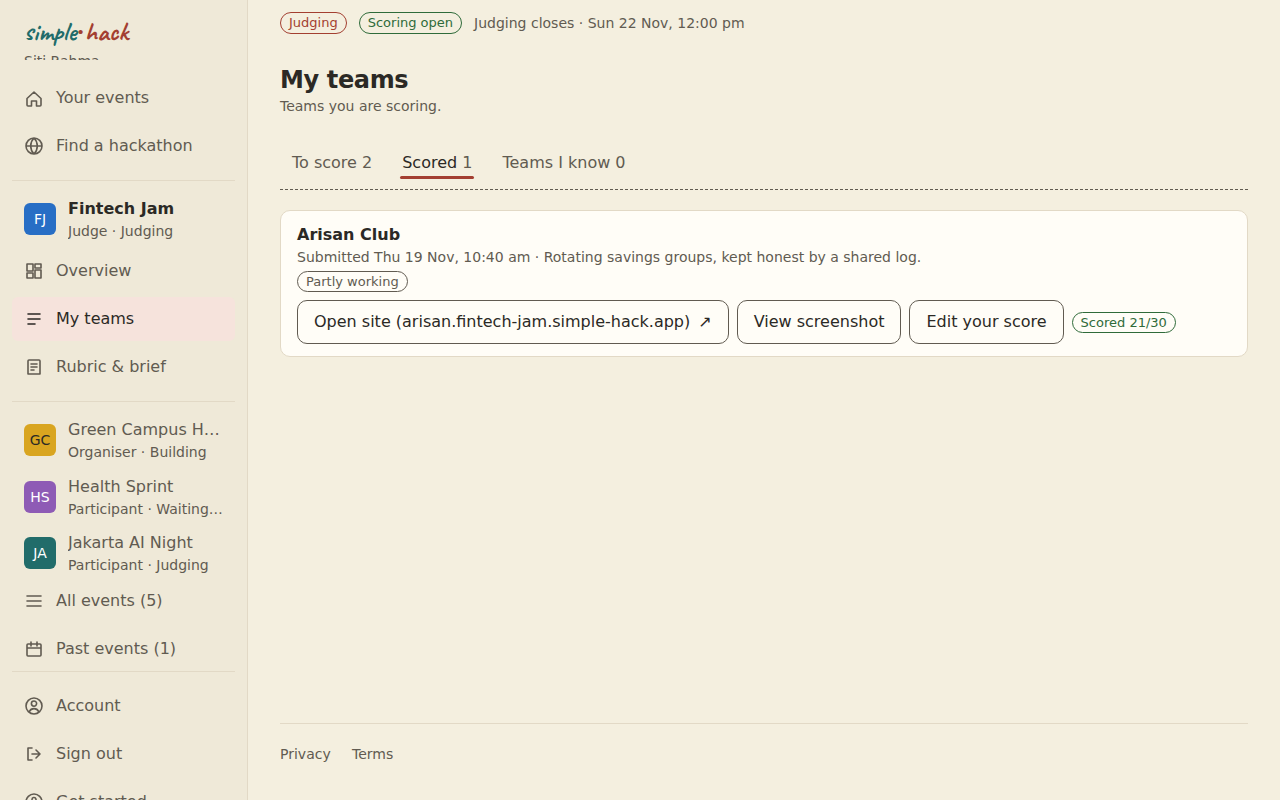 simple·hack
Siti Rahma
Your events
Find a hackathon
FJ
Fintech Jam
Judge · Judging
Overview
My teams
Rubric & brief
GC
Green Campus H…
Organiser · Building
HS
Health Sprint
Participant · Waiting…
JA
Jakarta AI Night
Participant · Judging
All events (5)
Past events (1)
Account
Sign out
Get started
Judging
Scoring open
Judging closes · Sun 22 Nov, 12:00 pm
My teams
Teams you are scoring.
To score 2
Scored 1
Teams I know 0
Arisan Club
Submitted Thu 19 Nov, 10:40 am · Rotating savings groups, kept honest by a shared log.
Partly working
Open site (arisan.fintech-jam.simple-hack.app) ↗
View screenshot
Edit your score
Scored 21/30
Privacy
Terms